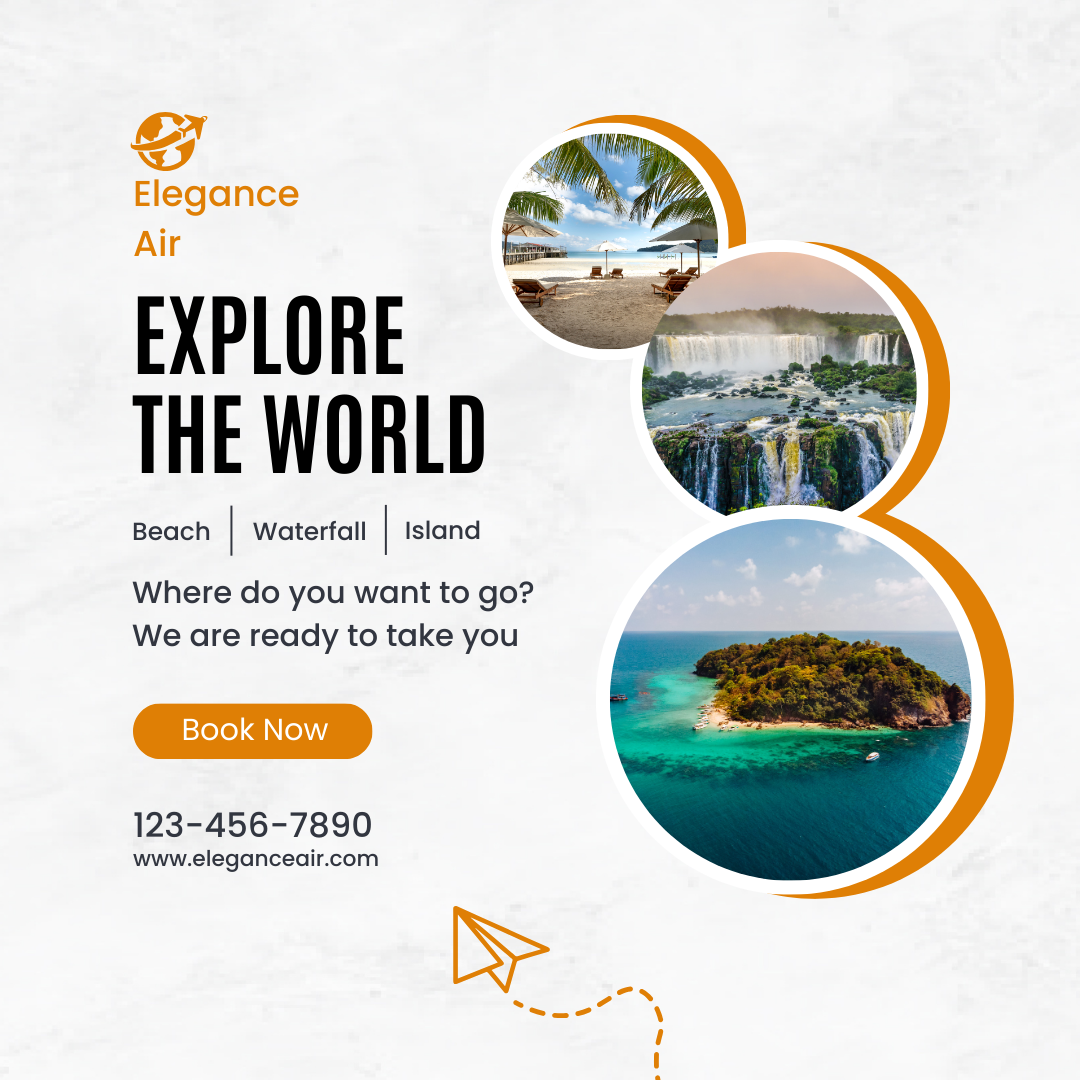 Elegance
Air
EXPLORE
THE WORLD
Beach | Waterfall | Island
Where do you want to go?
We are ready to take you
Book Now
123-456-7890
www.eleganceair.com